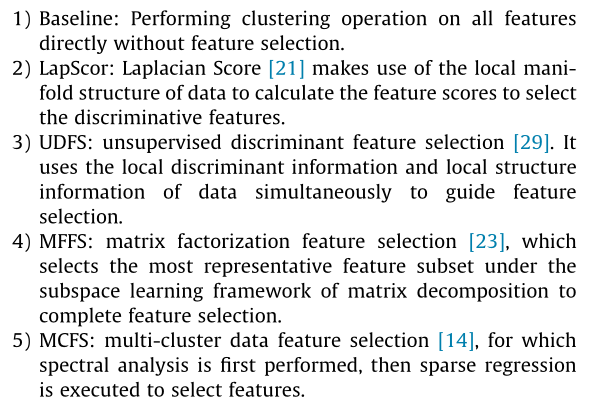 1) Baseline: Performing clustering operation on all features
directly without feature selection.
2) LapScor: Laplacian Score [21] makes use of the local mani-
fold structure of data to calculate the feature scores to select
the discriminative features.
3) UDFS: unsupervised discriminant feature selection [29]. It
uses the local discriminant information and local structure
information of data simultaneously to guide feature
selection.
4) MFFS: matrix factorization feature selection [23], which
selects the most representative feature subset under the
subspace learning framework of matrix decomposition to
complete feature selection.
5) MCFS: multi-cluster data feature selection [14], for which
spectral analysis is first performed, then sparse regression
is executed to select features.